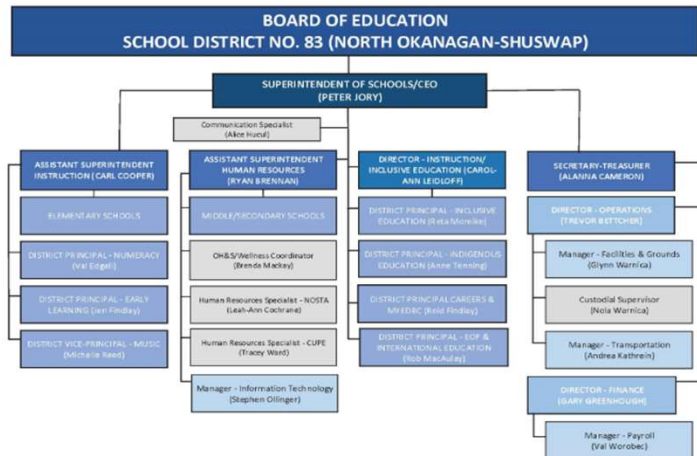 BOARD OF EDUCATION
SCHOOL DISTRICT NO. 83 (NORTH OKANAGAN-SHUSWAP)
SUPERINTENDENT OF SCHOOLS/CEO
(PETER JORY)
Communication Specialist
(Alice Hucul)
ASSISTANT SUPERINTENDENT
INSTRUCTION (CARL COOPER)
ELEMENTARY SCHOOLS
DISTRICT PRINCIPAL - NUMERACY
(Val Edgell)
DISTRICT PRINCIPAL - EARLY
LEARNING (Jen Findlay)
DISTRICT VICE-PRINCIPAL - MUSIC
(Michelle Reed)
ASSISTANT SUPERINTENDENT
HUMAN RESOURCES
(RYAN BRENNAN)
MIDDLE/SECONDARY SCHOOLS
OH&S/Wellness Coordinator
(Brenda Mackay)
Human Resources Specialist - NOSTA
(Leah-Ann Cochrane)
Human Resources Specialist - CUPE
(Tracey Ward)
Manager - Information Technology
(Stephen Ollinger)
DIRECTOR - INSTRUCTION/
INCLUSIVE EDUCATION (CAROL-
ANN LEIDLOFF)
DISTRICT PRINCIPAL - INCLUSIVE
EDUCATION (Reta
DISTRICT PRINCIPAL - INDIGENOUS
EDUCATION (Anne Tenning)
DISTRICT PRINCIPAL CAREERS &
MYEDBC (Reid Findlay)
DISTRICT PRINCIPAL - EOF &
INTERNATIONAL EDUCATION
(Rob MacAulay)
SECRETARY-TREASURER
(ALANNA CAMERON)
DIRECTOR - OPERATIONS
(TREVOR BETTCHER)
Manager - Facilities & Grounds
(Glynn Warnica)
Custodial Supervisor
(Nola Warnica)
Manager - Transportation
(Andrea Kathrein)
DIRECTOR - FINANCE
(GARY GREENHOUGH)
Manager - Payroll
(Val Worobec)